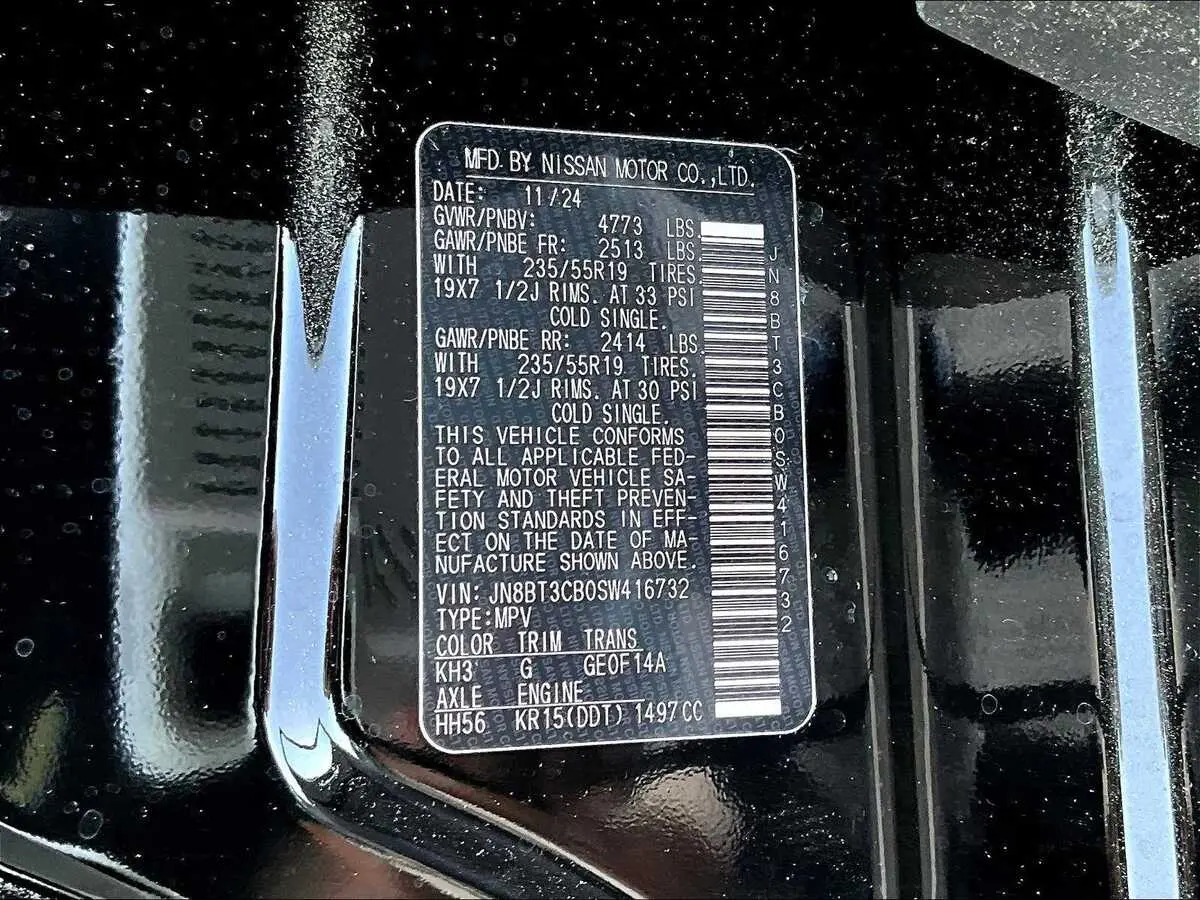 MFD. BY NISSAN MOTOR CO.,LTD.
DATE: 11/24
GVWR/PNBV: 4773 LBS.
GAWR/PNBE FR: 2513 LBS.
WITH 235/55R19 TIRES.
19X7 1/2J RIMS. AT 33 PSI
COLD SINGLE.
GAWR/PNBE RR: 2414 LBS.
WITH 235/55R19 TIRES.
19X7 1/2J RIMS. AT 30 PSI
COLD SINGLE.
THIS VEHICLE CONFORMS
TO ALL APPLICABLE FED-
ERAL MOTOR VEHICLE SA-
FETY AND THEFT PREVEN-
TION STANDARDS IN EFF-
ECT ON THE DATE OF MA-
NUFACTURE SHOWN ABOVE.
VIN: JN8BT3CB0SW416732
TYPE:MPV
COLOR TRIM TRANS
KH3 G GE0F14A
AXLE ENGINE
HH56 KR15(DDT) 1497CC
JN8BT3CB0SW416732